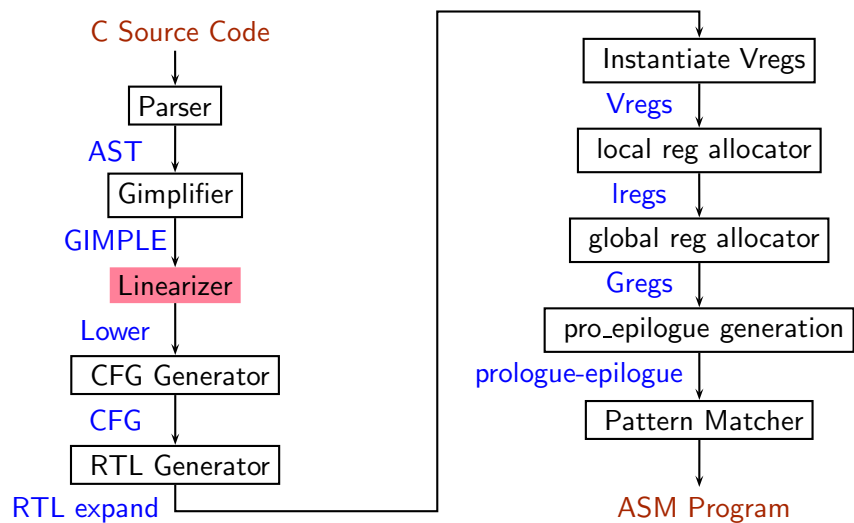 C Source Code
Parser
AST
Gimplifier
GIMPLE
Linearizer
Lower
CFG Generator
CFG
RTL Generator
RTL expand
Instantiate Vregs
Vregs
local reg allocator
lregs
global reg allocator
Gregs
pro_epilogue generation
prologue-epilogue
Pattern Matcher
ASM Program